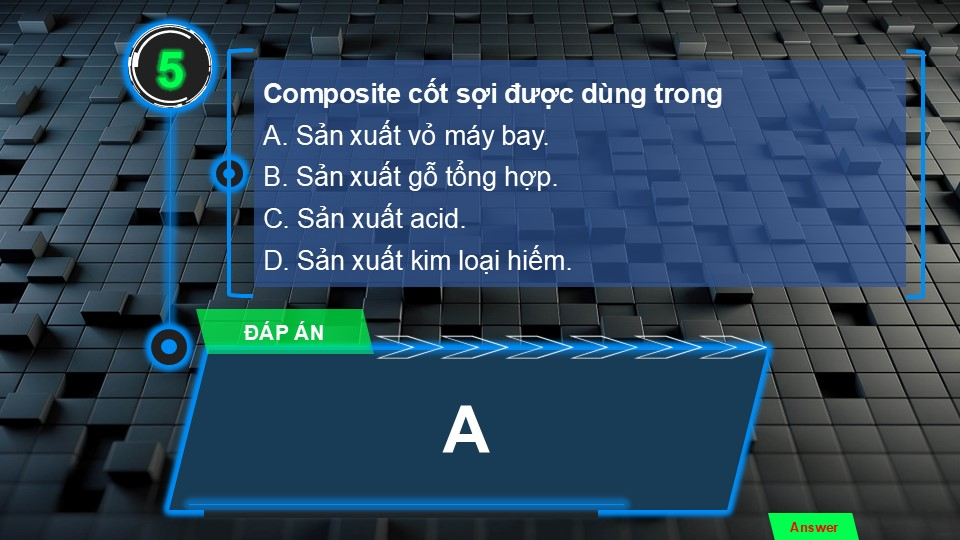 5
Composite cốt sợi được dùng trong
A. Sản xuất vỏ máy bay.
B. Sản xuất gỗ tổng hợp.
C. Sản xuất acid.
D. Sản xuất kim loại hiếm.
ĐÁP ÁN
A
Answer